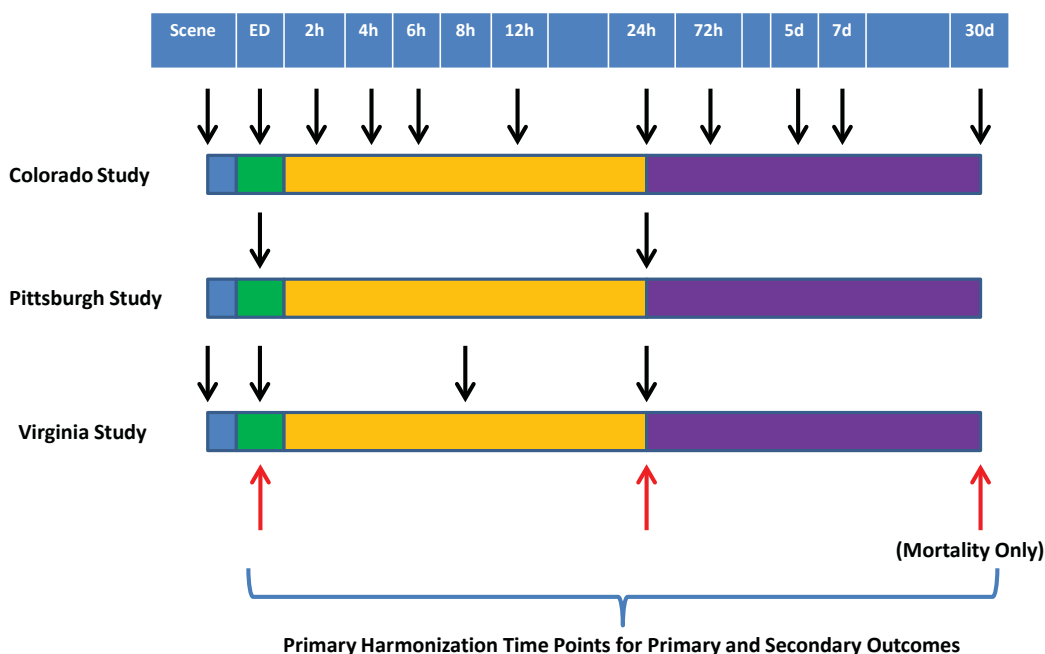 Scene ED 2h 4h 6h 8h 12h 24h 72h 5d 7d 30d
Colorado Study
Pittsburgh Study
Virginia Study
(Mortality Only)
Primary Harmonization Time Points for Primary and Secondary Outcomes